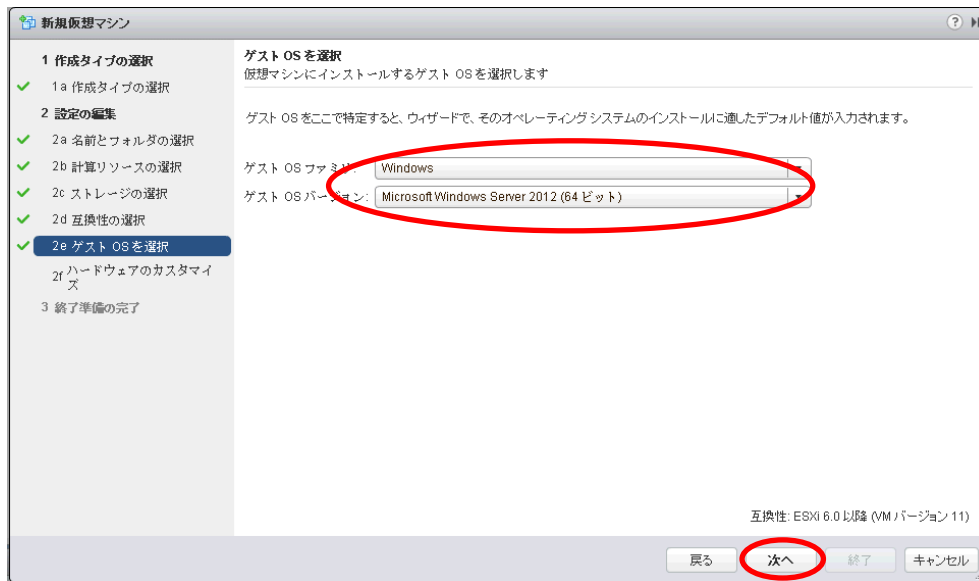 新規仮想マシン
?
1 作成タイプの選択
1a 作成タイプの選択
2 設定の編集
2a 名前とフォルダの選択
2b 計算リソースの選択
2c ストレージの選択
2d 互換性の選択
2e ゲスト OS を選択
2f ハードウェアのカスタマイ
ズ
3 終了準備の完了
ゲスト OS を選択
仮想マシンにインストールするゲスト OS を選択します
ゲスト OS をここで特定すると、ウィザードで、そのオペレーティング システムのインストールに適したデフォルト値が入力されます。
ゲスト OS ファミリ: Windows
ゲスト OS バージョン: Microsoft Windows Server 2012 (64 ビット)
互換性: ESXi 6.0 以降 (VM バージョン 11)
戻る 次へ 終了 キャンセル